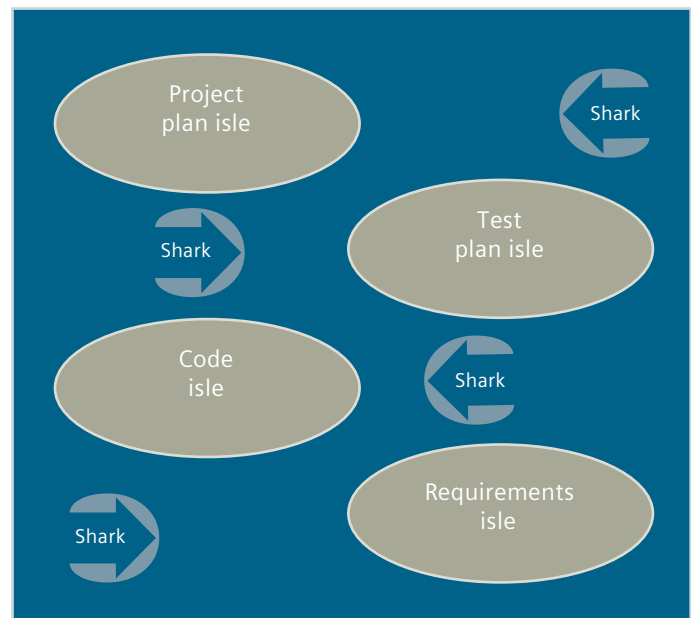 Project
plan isle
Shark
Test
plan isle
Shark
Code
isle
Shark
Requirements
isle
Shark